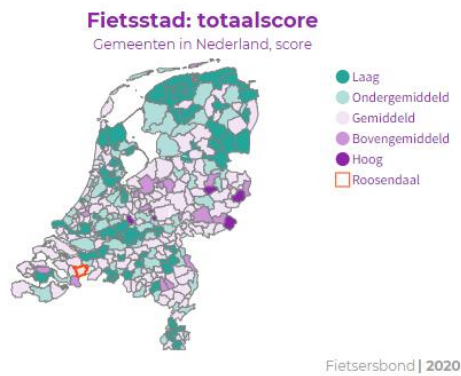 Fietsstad: totaalscore
Gemeenten in Nederland, score
Laag
Ondergemiddeld
Gemiddeld
Bovengemiddeld
Hoog
Roosendaal
Fietsersbond | 2020